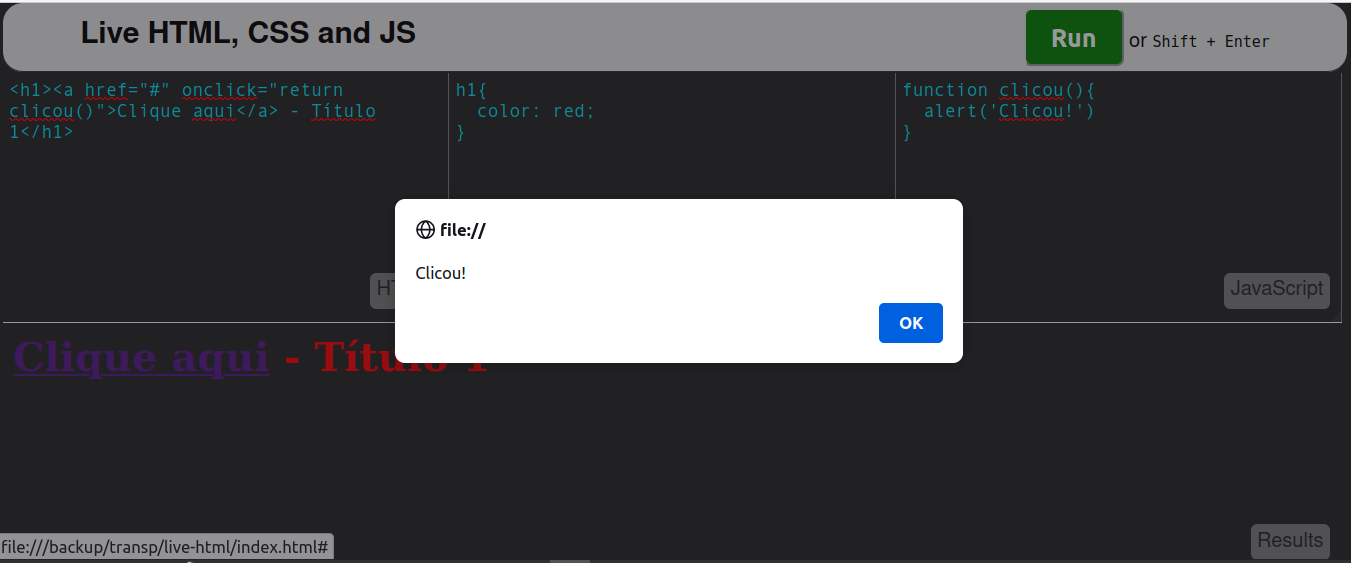 Live HTML, CSS and JS
Run or Shift + Enter
<h1><a href="#" onclick="return
clicou()">Clique aqui</a> - Título
1</h1>
h1{
  color: red;
}
function clicou(){
  alert('Clicou!')
}
file://
Clicou!
OK
HT
JavaScript
Clique aqui - Título 1
file:///backup/transp/live-html/index.html#
Results